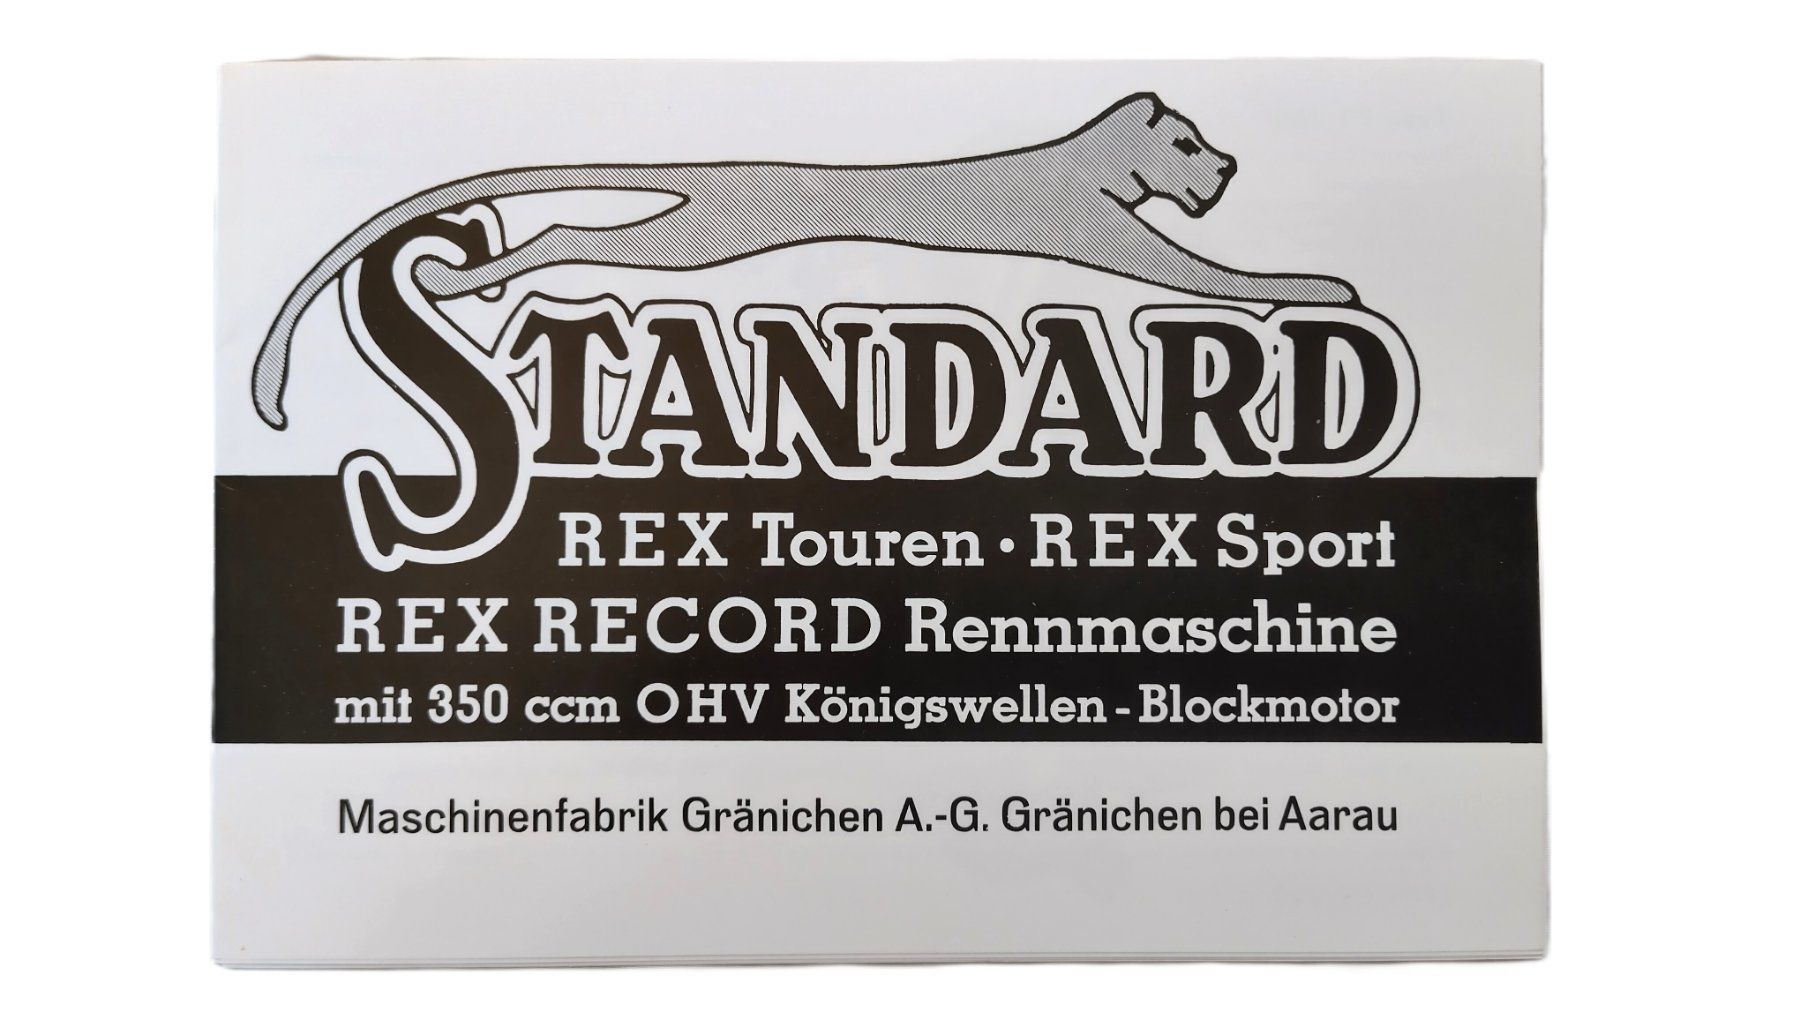 STANDARD
REX Touren • REX Sport
REX RECORD Rennmaschine
mit 350 ccm OHV Königswellen - Blockmotor
Maschinenfabrik Gränichen A.-G. Gränichen bei Aarau